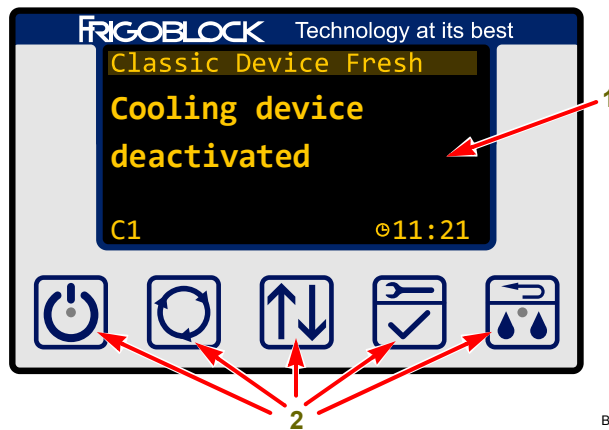 FRIGOBLOCK Technology at its best
Classic Device Fresh
Cooling device
deactivated
C1 11:21
1
2
B